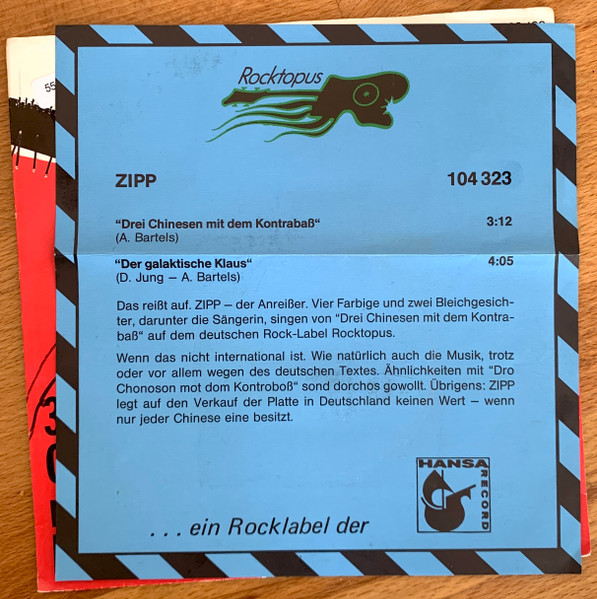 Rocktopus
ZIPP 104 323
"Drei Chinesen mit dem Kontrabaß" 3:12
(A. Bartels)
"Der galaktische Klaus" 4:05
(D. Jung — A. Bartels)
Das reißt auf. ZIPP — der Anreißer. Vier Farbige und zwei Bleichgesich-
ter, darunter die Sängerin, singen von "Drei Chinesen mit dem Kontra-
baß" auf dem deutschen Rock-Label Rocktopus.
Wenn das nicht international ist. Wie natürlich auch die Musik, trotz
oder vor allem wegen des deutschen Textes. Ähnlichkeiten mit "Dro
Chonoson mot dom Kontroboß" sond dorchos gowollt. Übrigens: ZIPP
legt auf den Verkauf der Platte in Deutschland keinen Wert — wenn
nur jeder Chinese eine besitzt.
HANSA
RECORD
... ein Rocklabel der
55